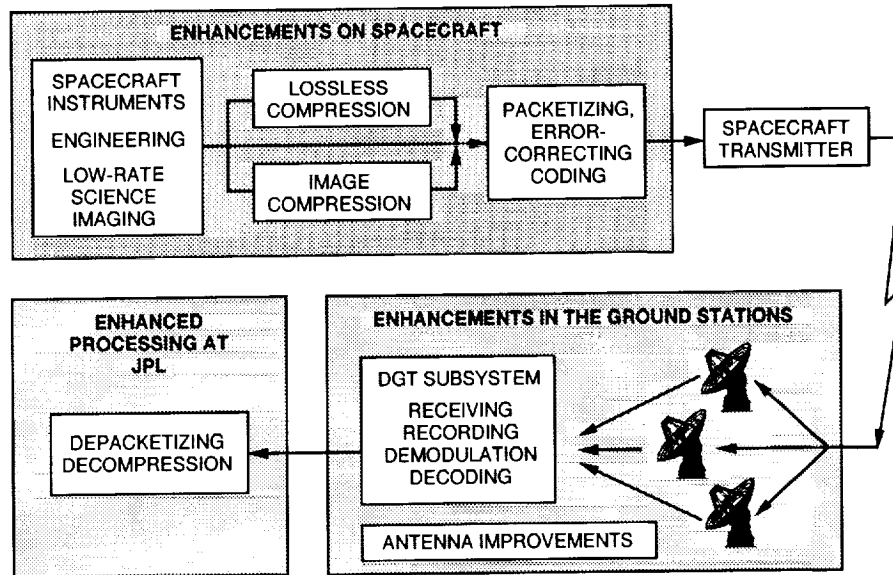 ENHANCEMENTS ON SPACECRAFT
SPACECRAFT
INSTRUMENTS
ENGINEERING
LOW-RATE
SCIENCE
IMAGING
LOSSLESS
COMPRESSION
IMAGE
COMPRESSION
PACKETIZING,
ERROR-
CORRECTING
CODING
SPACECRAFT
TRANSMITTER
ENHANCED
PROCESSING AT
JPL
DEPACKETIZING
DECOMPRESSION
ENHANCEMENTS IN THE GROUND STATIONS
DGT SUBSYSTEM
RECEIVING
RECORDING
DEMODULATION
DECODING
ANTENNA IMPROVEMENTS